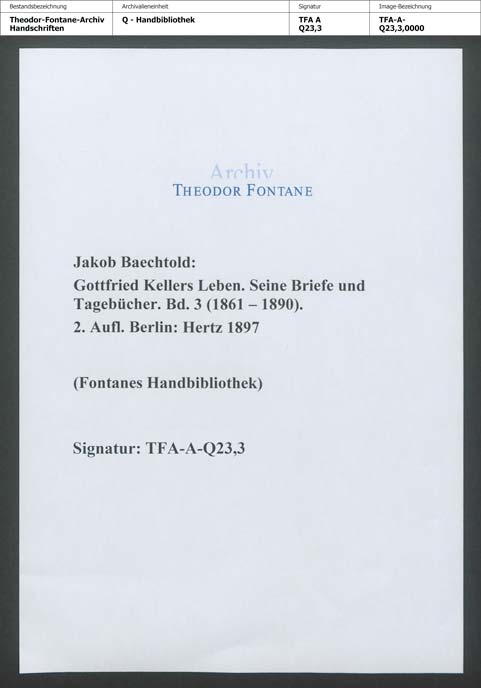 Bestandsbezeichnung Archivalieneinheit Signatur Image-Bezeichnung
Theodor-Fontane-Archiv Q - Handbibliothek TFA A TFA-A-
Handschriften Q23,3 Q23,3,0000
Archiv
THEODOR FONTANE
Jakob Baechtold:
Gottfried Kellers Leben. Seine Briefe und
Tagebücher. Bd. 3 (1861 – 1890).
2. Aufl. Berlin: Hertz 1897
(Fontanes Handbibliothek)
Signatur: TFA-A-Q23,3